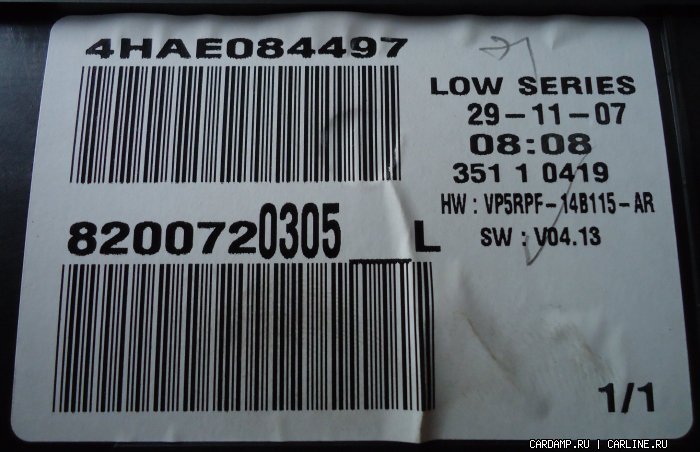 4HAE084497
LOW SERIES
29-11-07
08:08
351 1 0419
HW : VP5RPF-14B115-AR
SW : V04.13
8200720305___L
1/1
CARDAMP.RU | CARLINE.RU